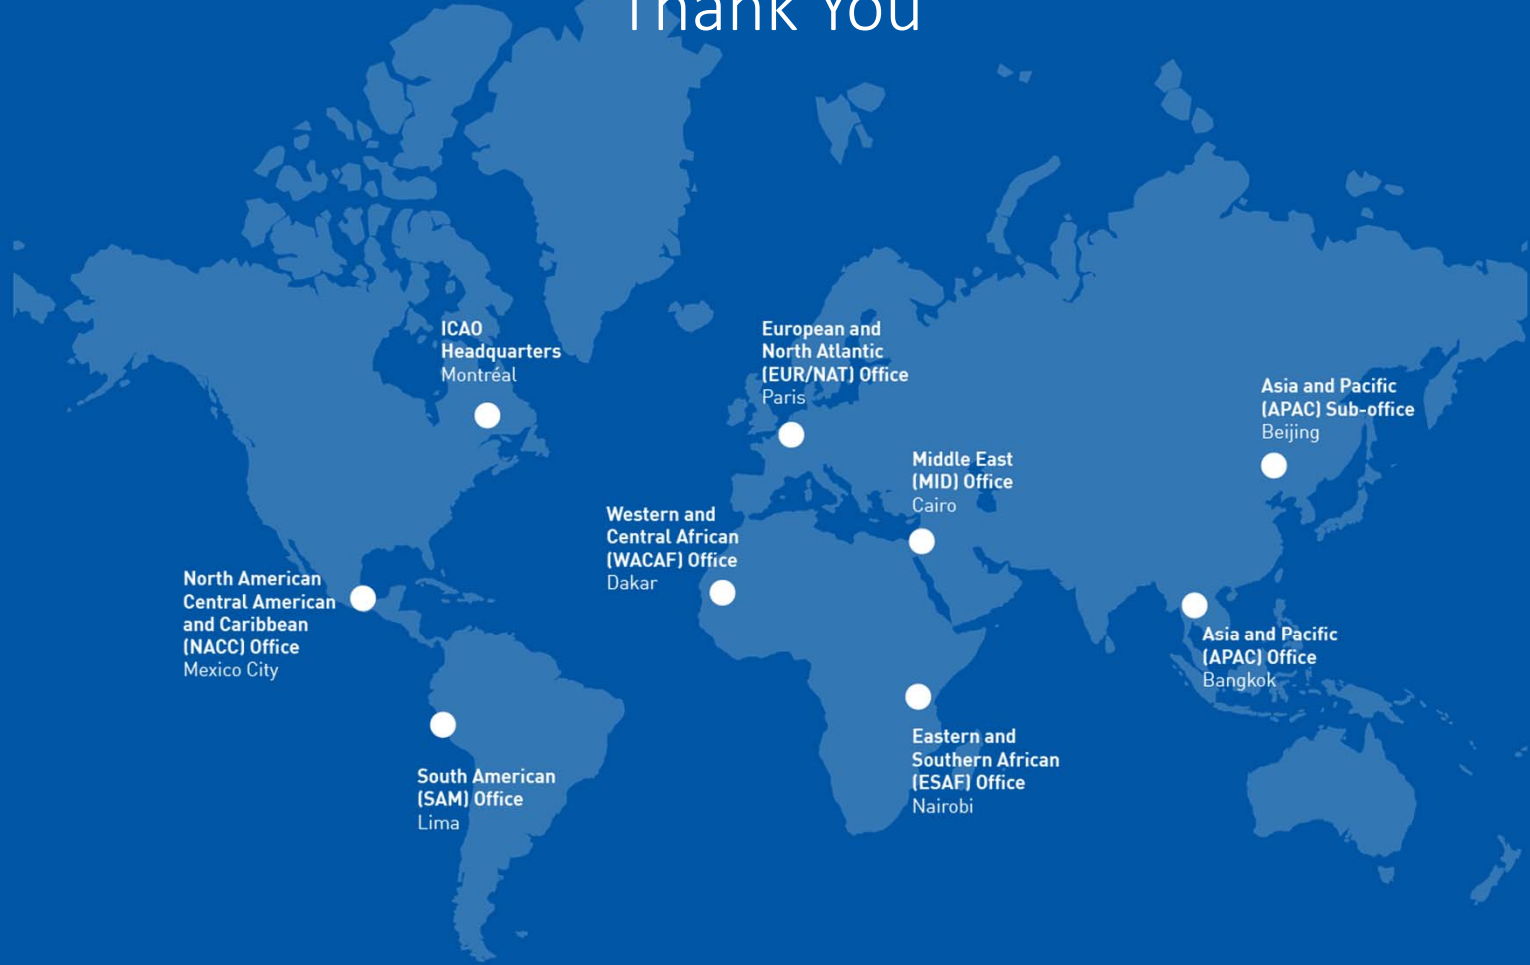 Thank You
ICAO
Headquarters
Montréal
European and
North Atlantic
(EUR/NAT) Office
Paris
Asia and Pacific
(APAC) Sub-office
Beijing
Middle East
(MID) Office
Cairo
Western and
Central African
(WACAF) Office
Dakar
North American
Central American
and Caribbean
(NACC) Office
Mexico City
Asia and Pacific
(APAC) Office
Bangkok
South American
(SAM) Office
Lima
Eastern and
Southern African
(ESAF) Office
Nairobi